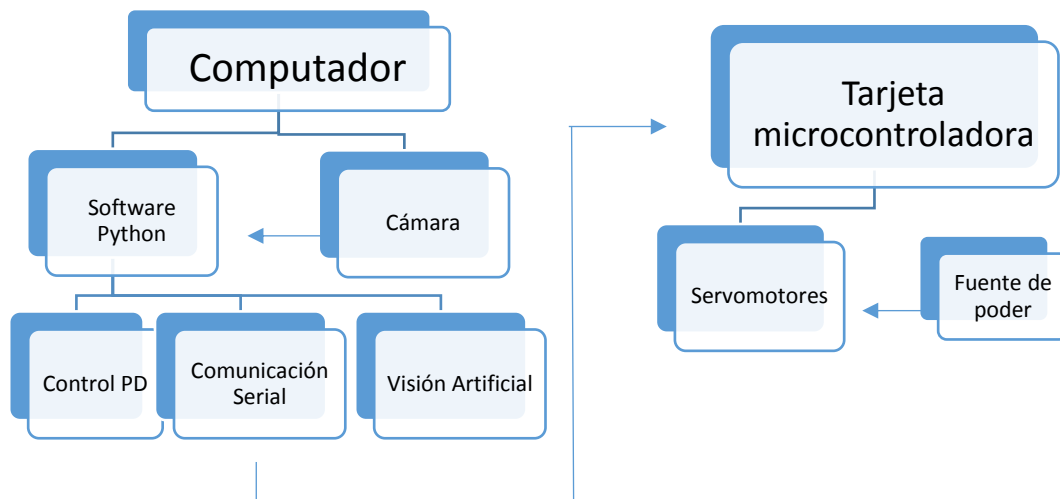 Computador
Tarjeta
microcontroladora
Software
Python
Cámara
Servomotores
Fuente de
poder
Control PD
Comunicación
Serial
Visión Artificial